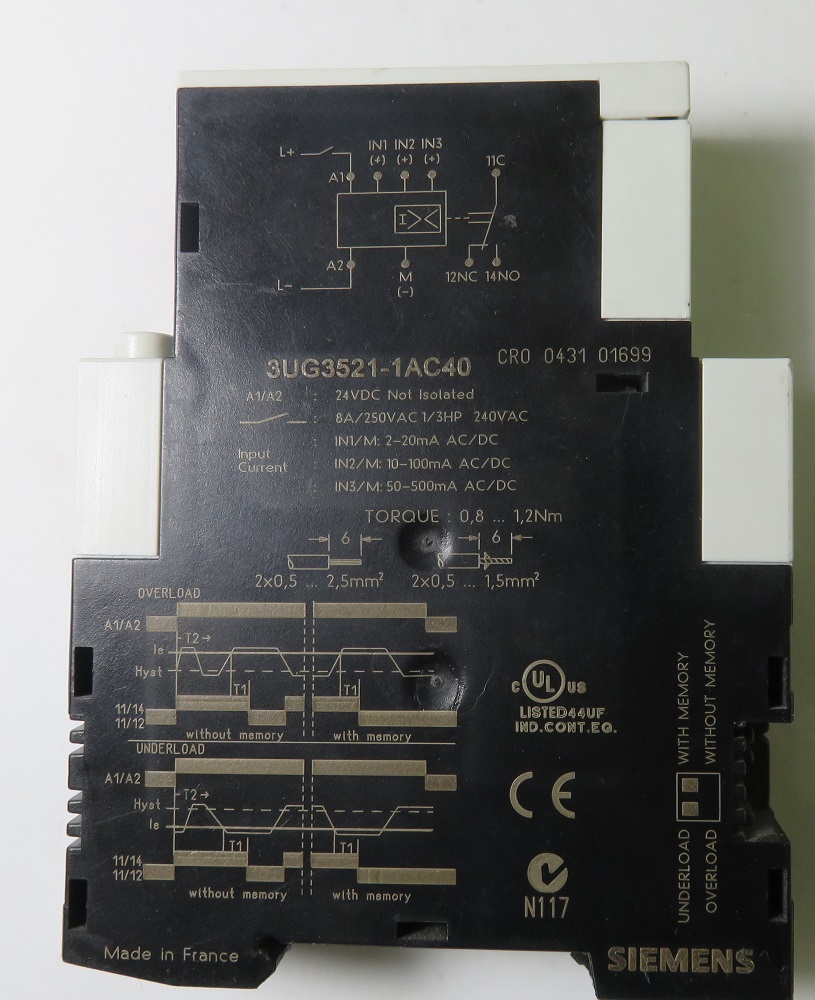 L+
IN1 IN2 IN3
(+) (+) (+)
11C
A1
I
A2
M
(-)
12NC 14NO
L-
3UG3521-1AC40
CRO 0431 01699
A1/A2 : 24VDC Not Isolated
: 8A/250VAC 1/3HP 240VAC
Input Current
: IN1/M: 2-20mA AC/DC
: IN2/M: 10-100mA AC/DC
: IN3/M: 50-500mA AC/DC
TORQUE : 0,8 ... 1,2Nm
6
6
2x0,5 ... 2,5mm²
2x0,5 ... 1,5mm²
OVERLOAD
A1/A2
T2
Ie
Hyst
T1
T1
11/14
11/12
without memory
with memory
UNDERLOAD
A1/A2
T2
Hyst
Ie
T1
T1
11/14
11/12
without memory
with memory
C UL US
LISTED 44UF
IND.CONT.EQ.
CE
N117
WITH MEMORY
WITHOUT MEMORY
UNDERLOAD
OVERLOAD
Made in France
SIEMENS